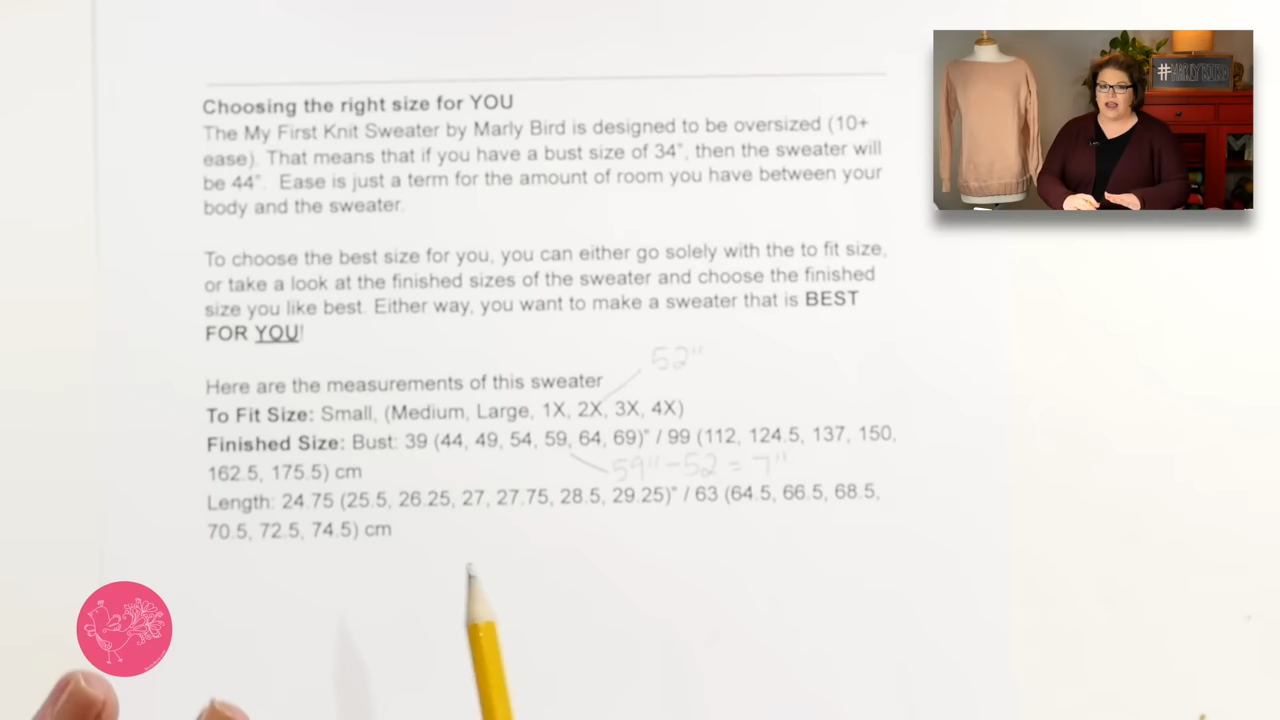 Choosing the right size for YOU
The My First Knit Sweater by Marly Bird is designed to be oversized (10+
ease). That means that if you have a bust size of 34", then the sweater will
be 44". Ease is just a term for the amount of room you have between your
body and the sweater.
To choose the best size for you, you can either go solely with the to fit size,
or take a look at the finished sizes of the sweater and choose the finished
size you like best. Either way, you want to make a sweater that is BEST
FOR YOU!
52"
Here are the measurements of this sweater
To Fit Size: Small, (Medium, Large, 1X, 2X, 3X, 4X)
Finished Size: Bust: 39 (44, 49, 54, 59, 64, 69)" / 99 (112, 124.5, 137, 150,
162.5, 175.5) cm
59" - 52 = 7"
Length: 24.75 (25.5, 26.25, 27, 27.75, 28.5, 29.25)" / 63 (64.5, 66.5, 68.5,
70.5, 72.5, 74.5) cm
#MARLYBIRD